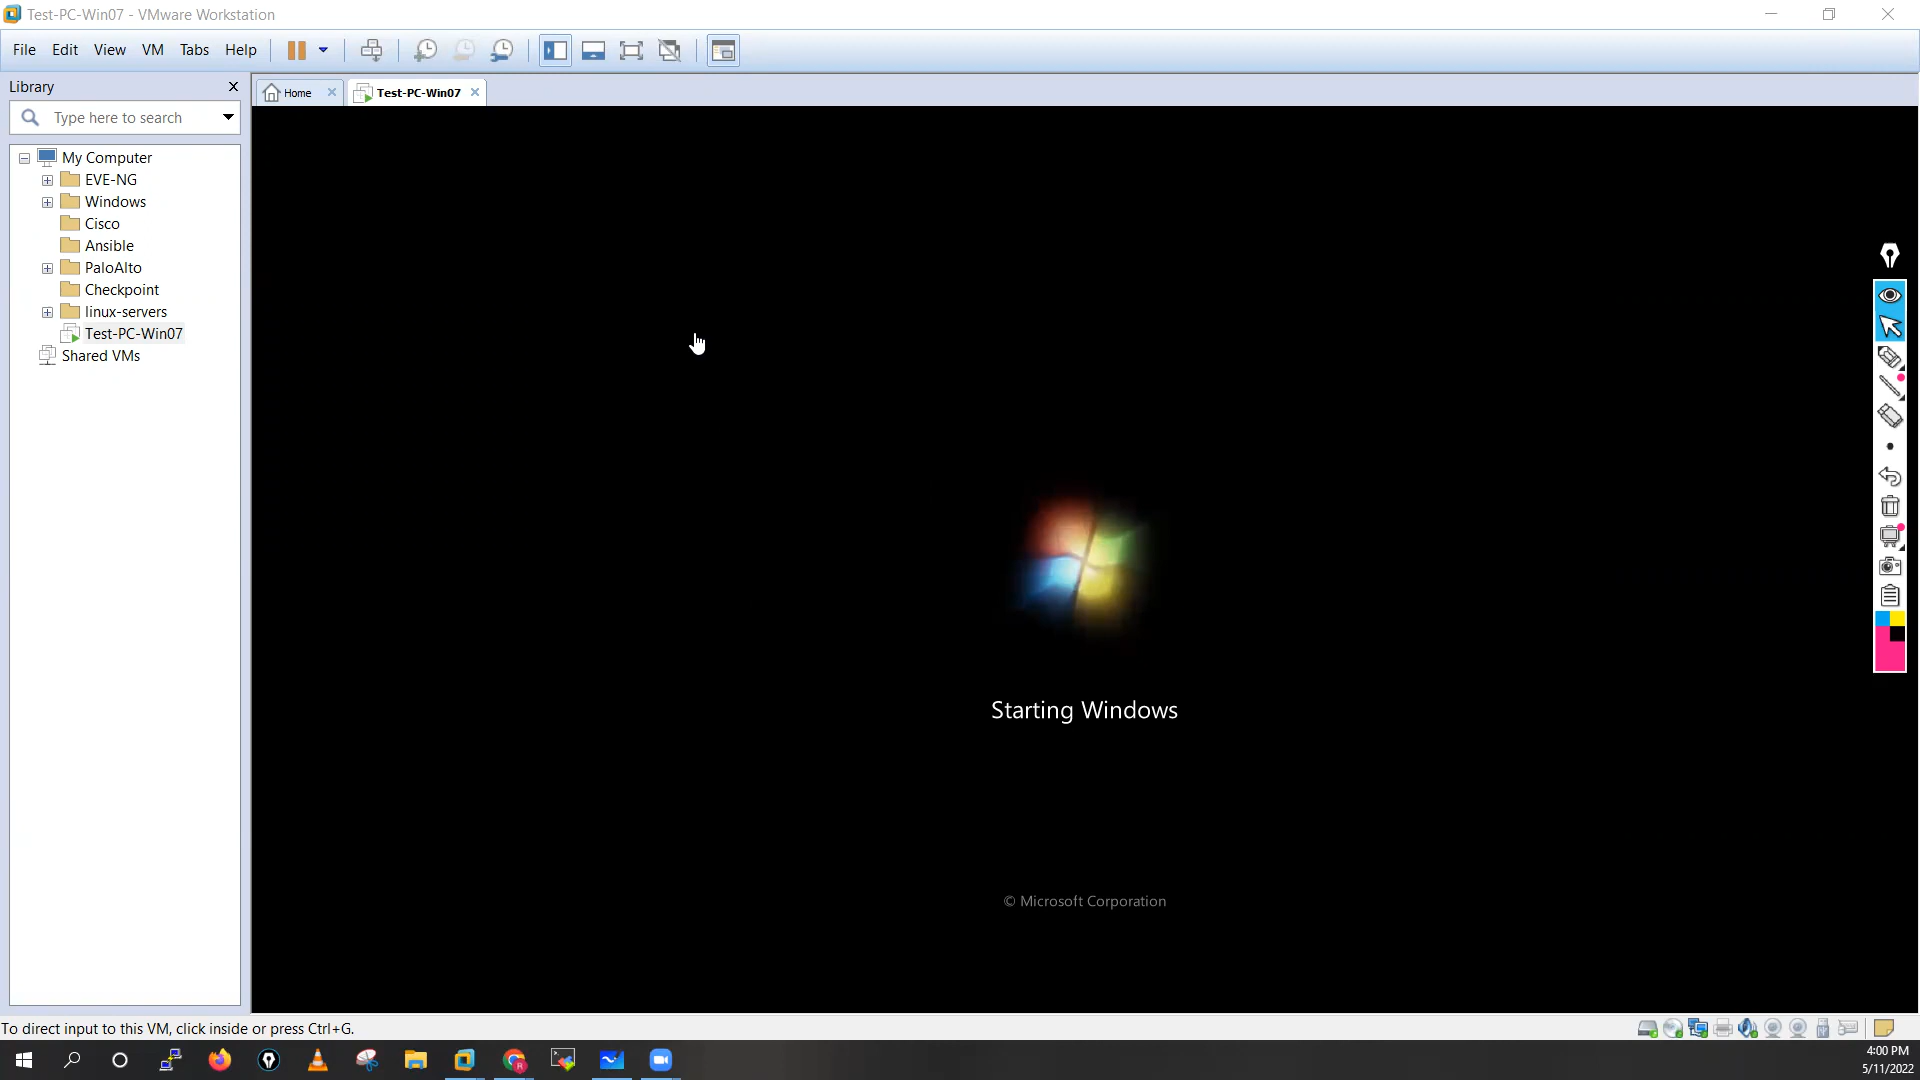 Test-PC-Win07 - VMware Workstation
File Edit View VM Tabs Help
Library X
Home
Test-PC-Win07
Type here to search
My Computer
EVE-NG
Windows
Cisco
Ansible
PaloAlto
Checkpoint
linux-servers
Test-PC-Win07
Shared VMs
Starting Windows
© Microsoft Corporation
To direct input to this VM, click inside or press Ctrl+G.
4:00 PM
5/11/2022